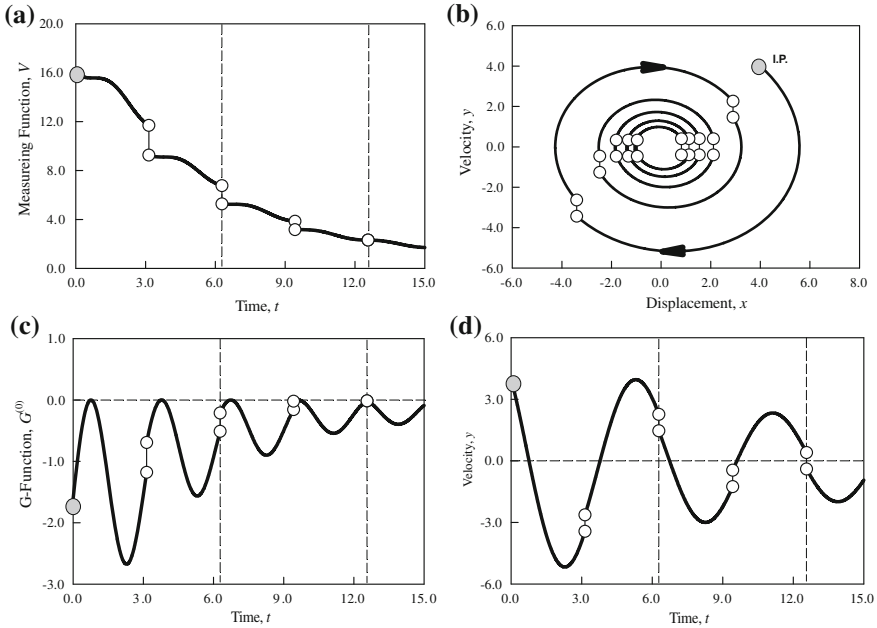 (a)
20.0
16.0
12.0
8.0
4.0
0.0
Measureing Function, V
0.0 3.0 6.0 9.0 12.0 15.0
Time, t
(b)
6.0
4.0
2.0
0.0
-2.0
-4.0
-6.0
Velocity, y
I.P.
-6.0 -4.0 -2.0 0.0 2.0 4.0 6.0 8.0
Displacement, x
(c)
1.0
0.0
-1.0
-2.0
-3.0
G-Function, G(0)
0.0 3.0 6.0 9.0 12.0 15.0
Time, t
(d)
6.0
3.0
0.0
-3.0
-6.0
Velocity, y
0.0 3.0 6.0 9.0 12.0 15.0
Time, t